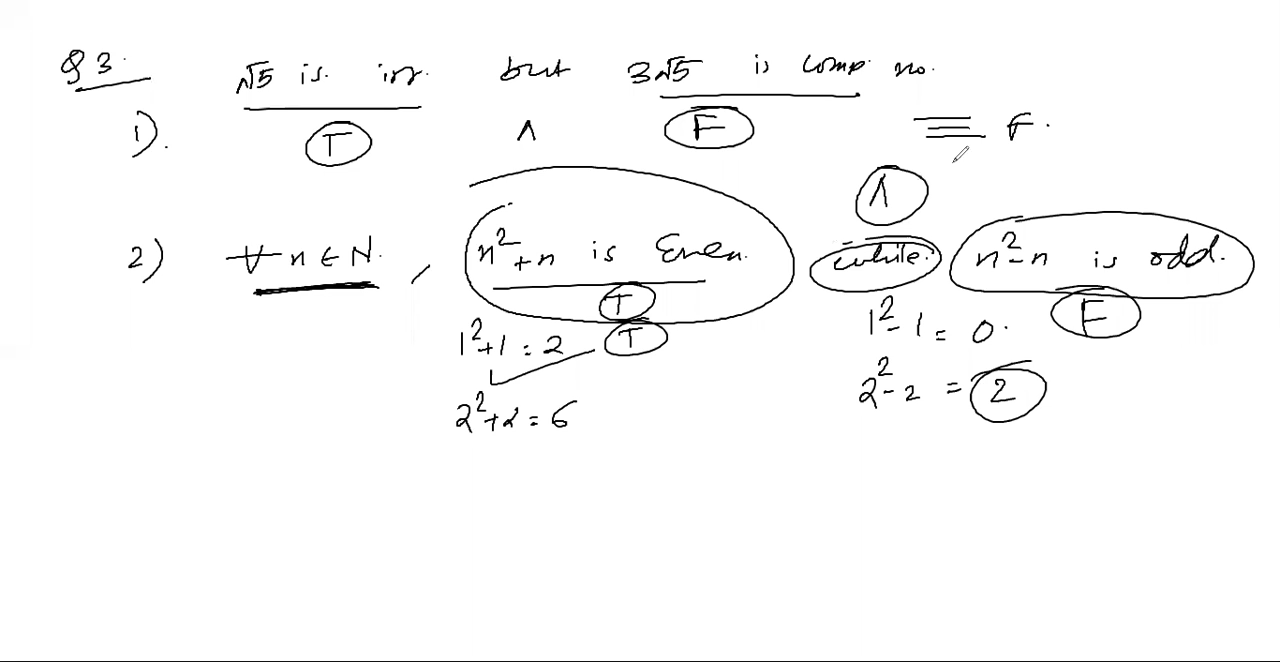 Q 3.
√5 is irr. but 3√5 is comp. no.
1). T ∧ F ≡ F.
∧
2) ∀ n ∈ N, n²+n is Even. while n²-n is odd.
T F
1²+1 = 2 T 1²-1 = 0.
2²+2 = 6 2²-2 = 2